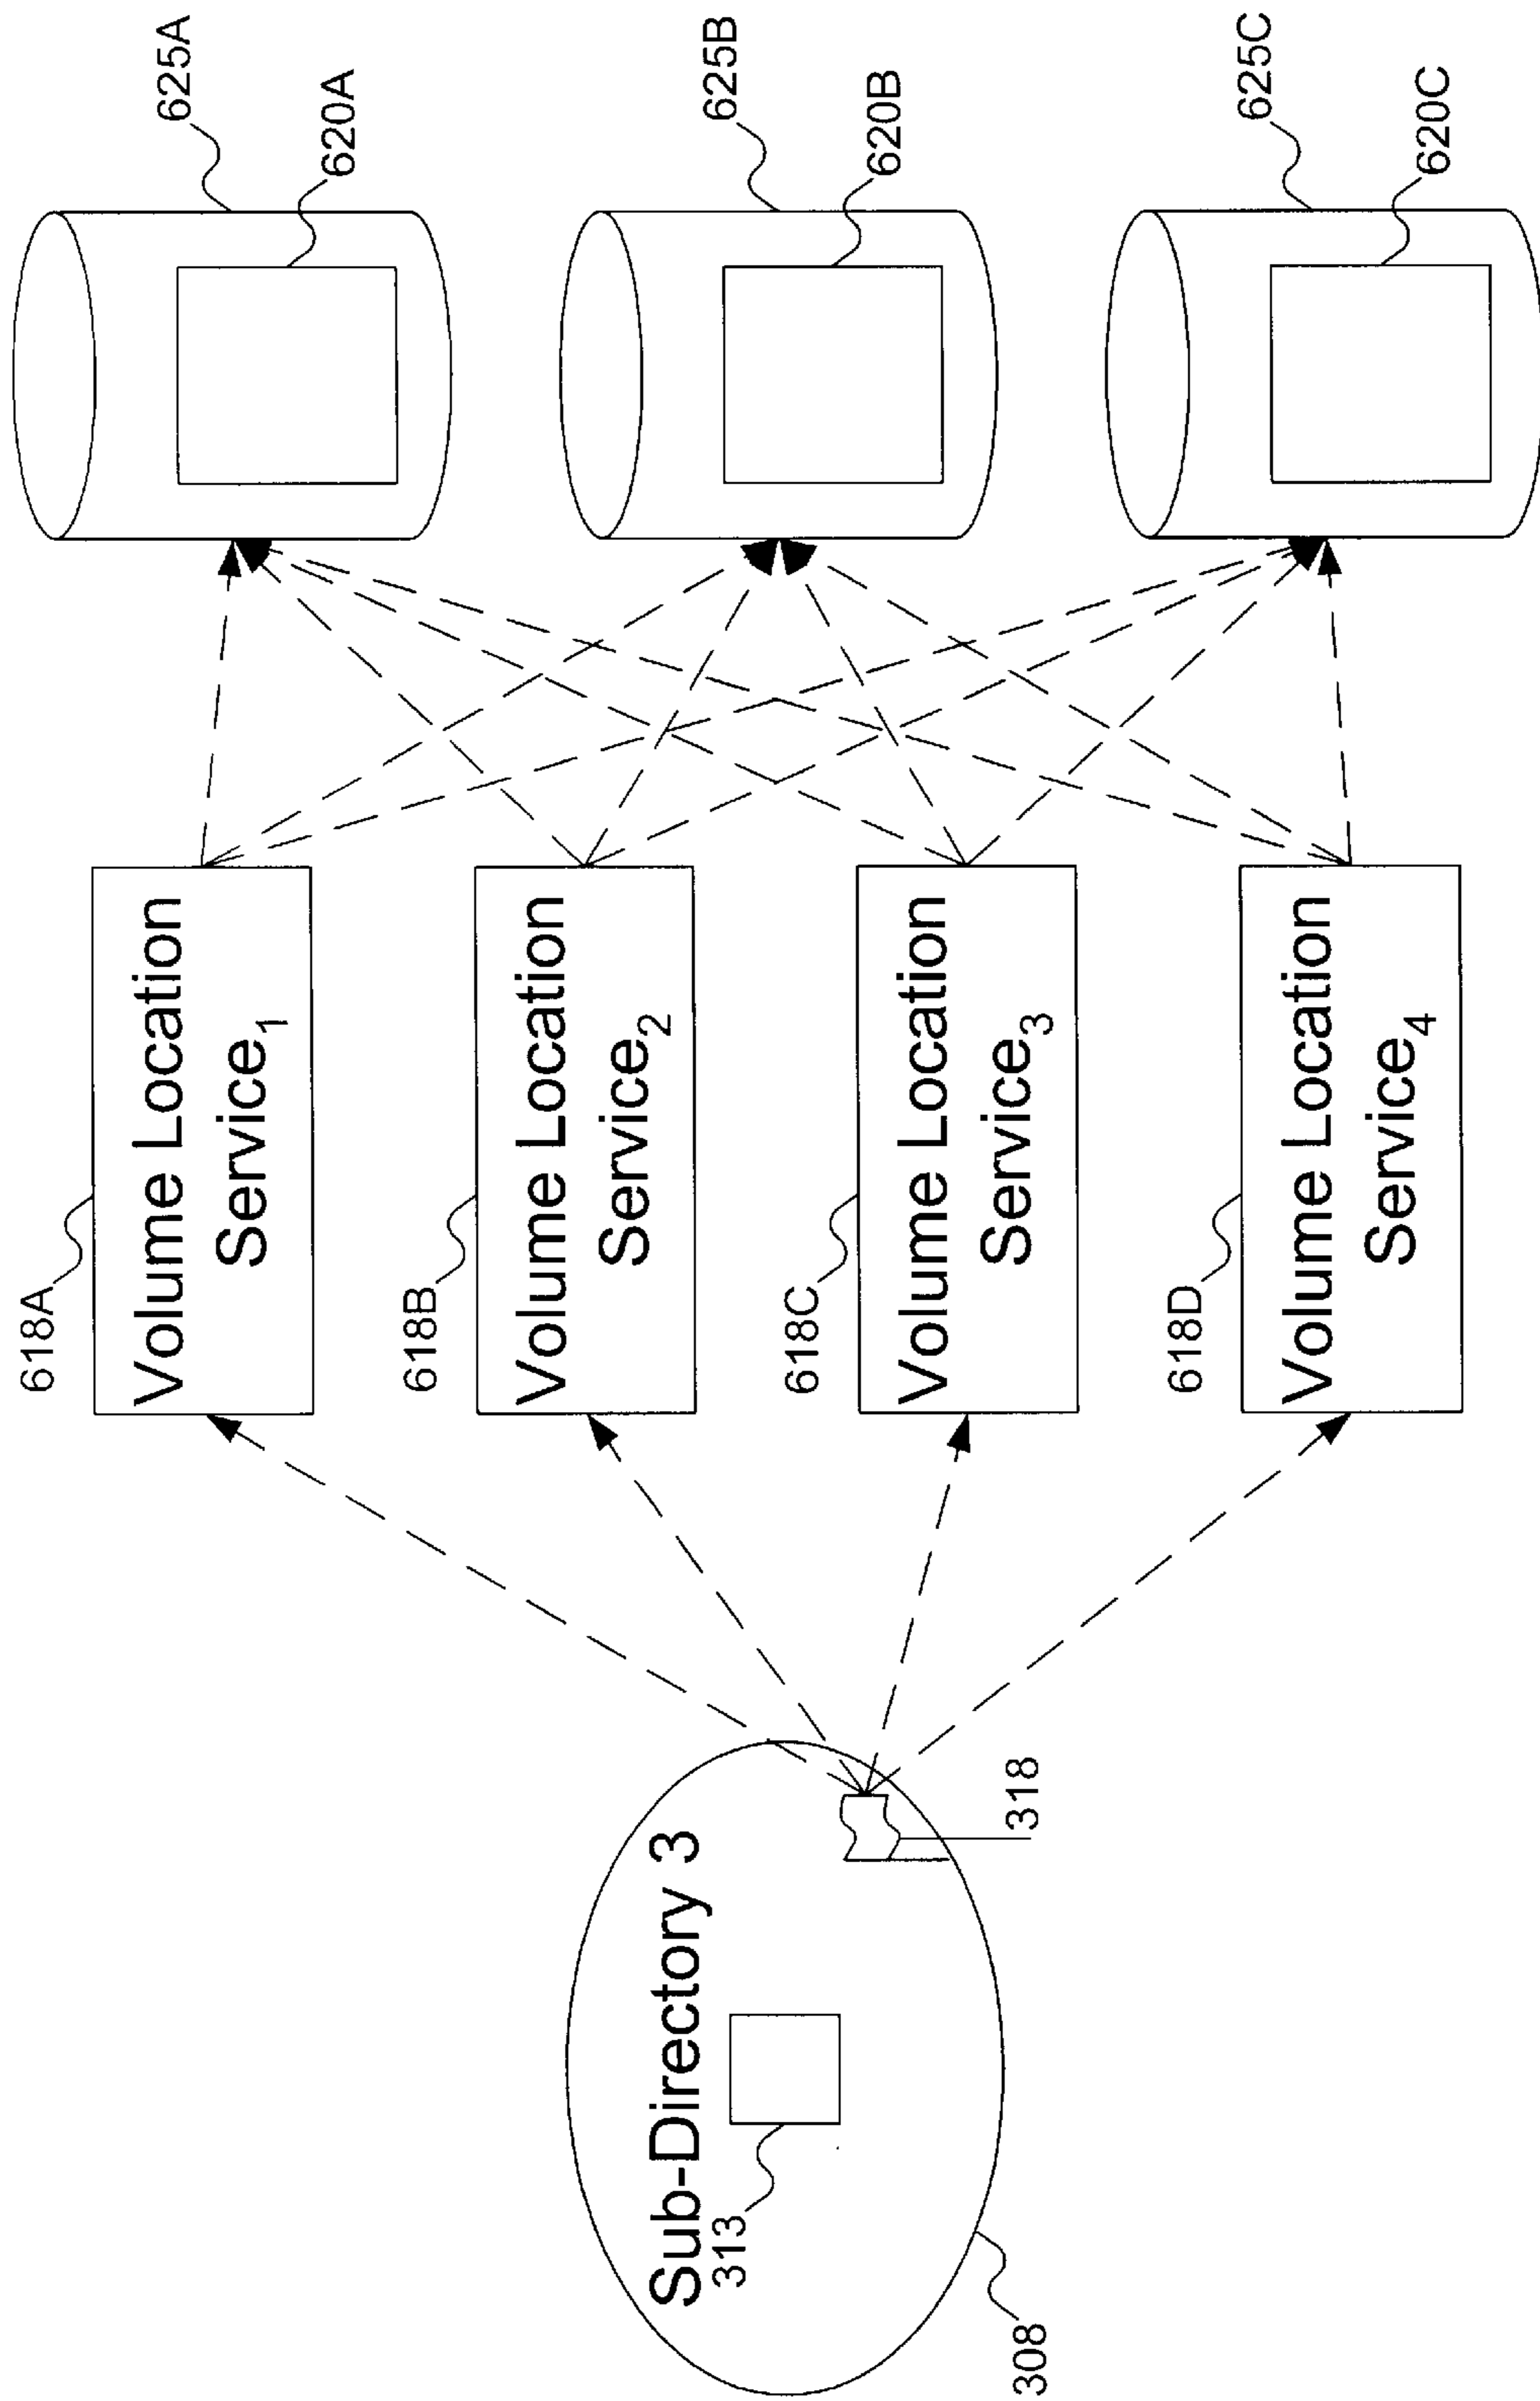 Sub-Directory 3
313
308
318
618A
Volume Location
Service1
618B
Volume Location
Service2
618C
Volume Location
Service3
618D
Volume Location
Service4
625A
620A
625B
620B
625C
620C